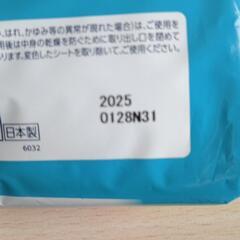 、はれ、かゆみ等の異常が現れた場合)は、ご使用を
用後は中身の乾燥を防ぐために取り出し口を閉めて
ります。変色したシートを取り除いて、ご使用くだ
2025
0128N31
日本製
6032